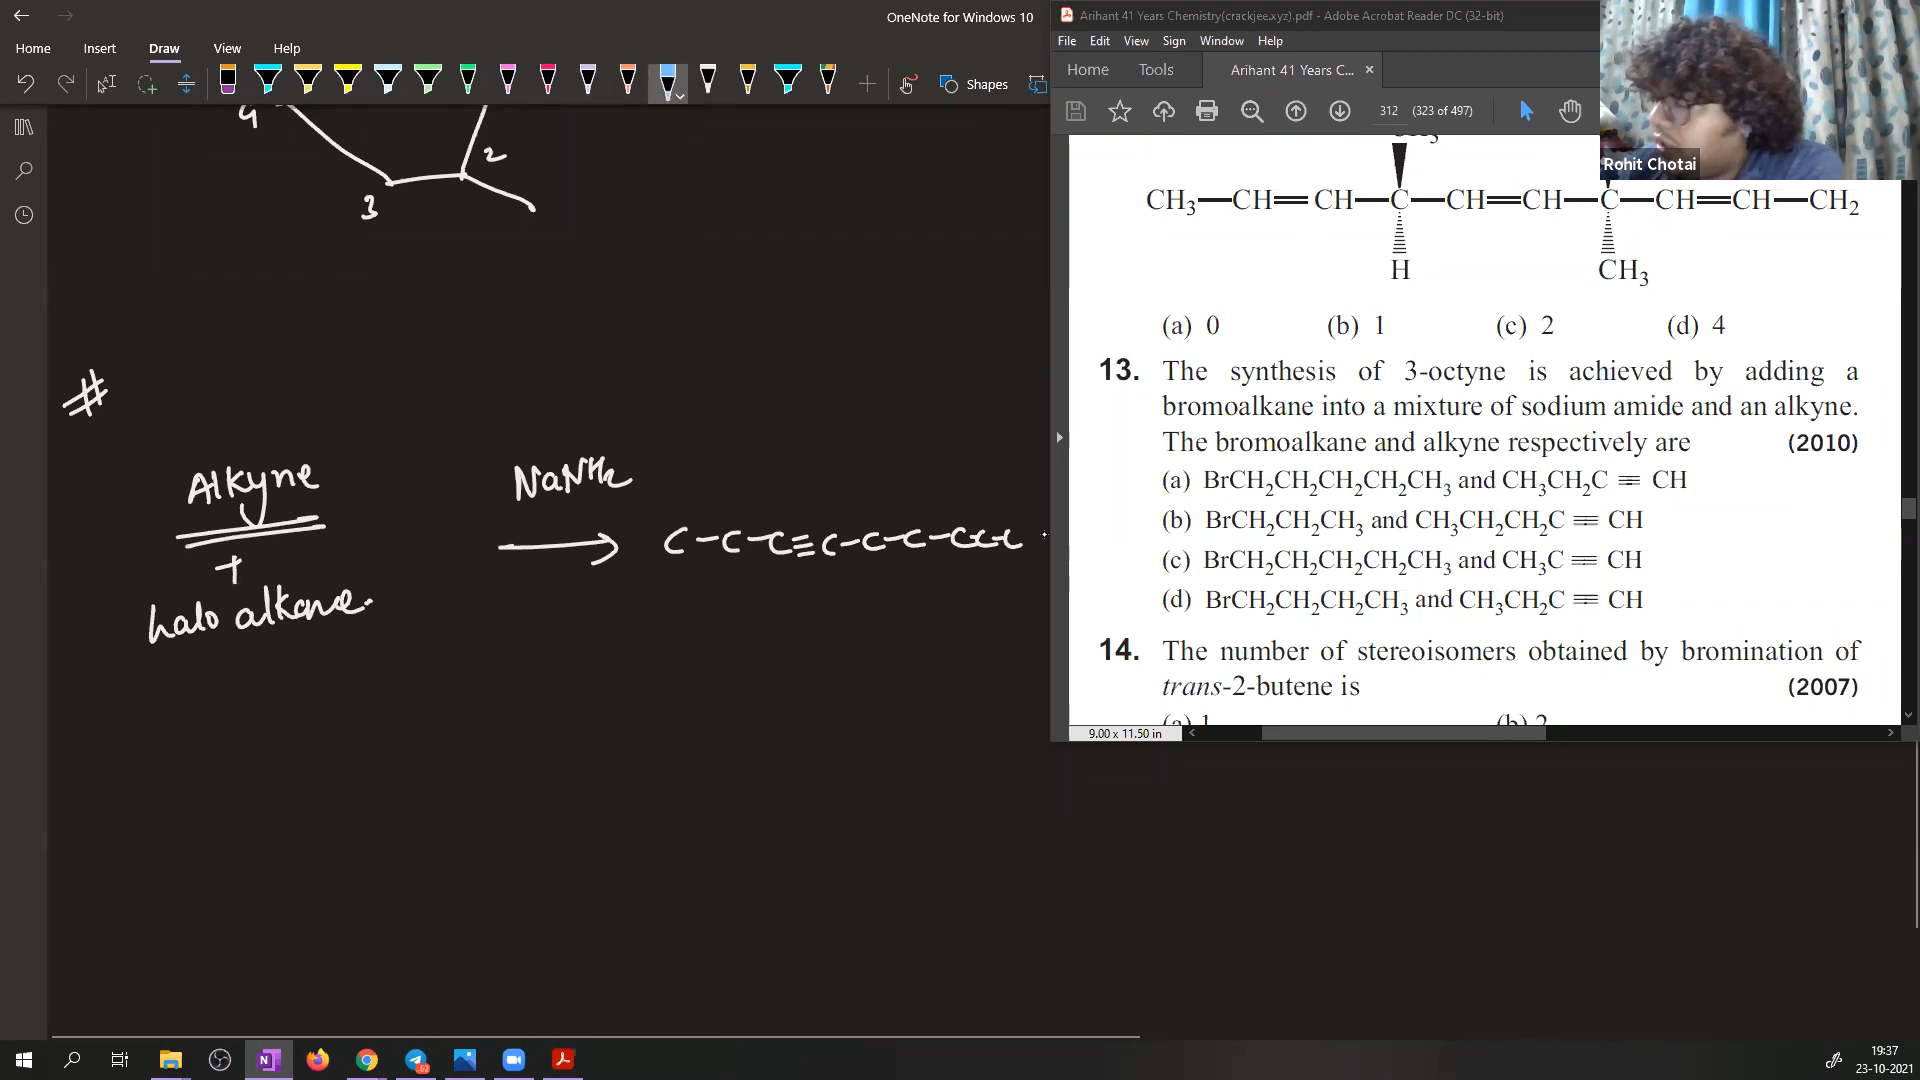 OneNote for Windows 10
Home Insert Draw View Help
Shapes
4
2
3
#
Alkyne
+
halo alkane.
NaNH2
C-C-C≡C-C-C-CC-C
Arihant 41 Years Chemistry(crackjee.xyz).pdf - Adobe Acrobat Reader DC (32-bit)
File Edit View Sign Window Help
Home Tools Arihant 41 Years C... ×
312 (323 of 497)
Rohit Chotai
CH3—CH=CH—C—CH=CH—C—CH=CH—CH2
H CH3
(a) 0 (b) 1 (c) 2 (d) 4
13. The synthesis of 3-octyne is achieved by adding a
bromoalkane into a mixture of sodium amide and an alkyne.
The bromoalkane and alkyne respectively are (2010)
(a) BrCH2CH2CH2CH2CH3 and CH3CH2C ≡ CH
(b) BrCH2CH2CH3 and CH3CH2CH2C ≡ CH
(c) BrCH2CH2CH2CH2CH3 and CH3C ≡ CH
(d) BrCH2CH2CH2CH3 and CH3CH2C ≡ CH
14. The number of stereoisomers obtained by bromination of
trans-2-butene is (2007)
(a) 1 (b) 2
9.00 x 11.50 in
19:37
23-10-2021